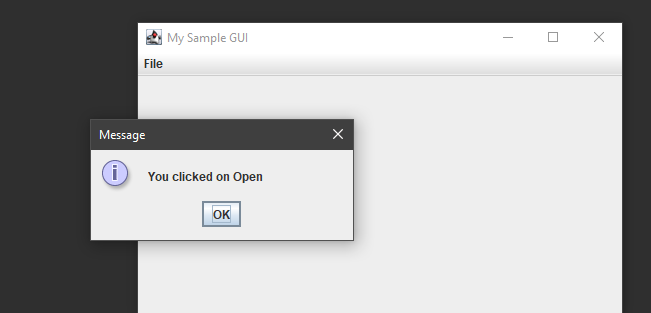 My Sample GUI
File
Message
You clicked on Open
OK